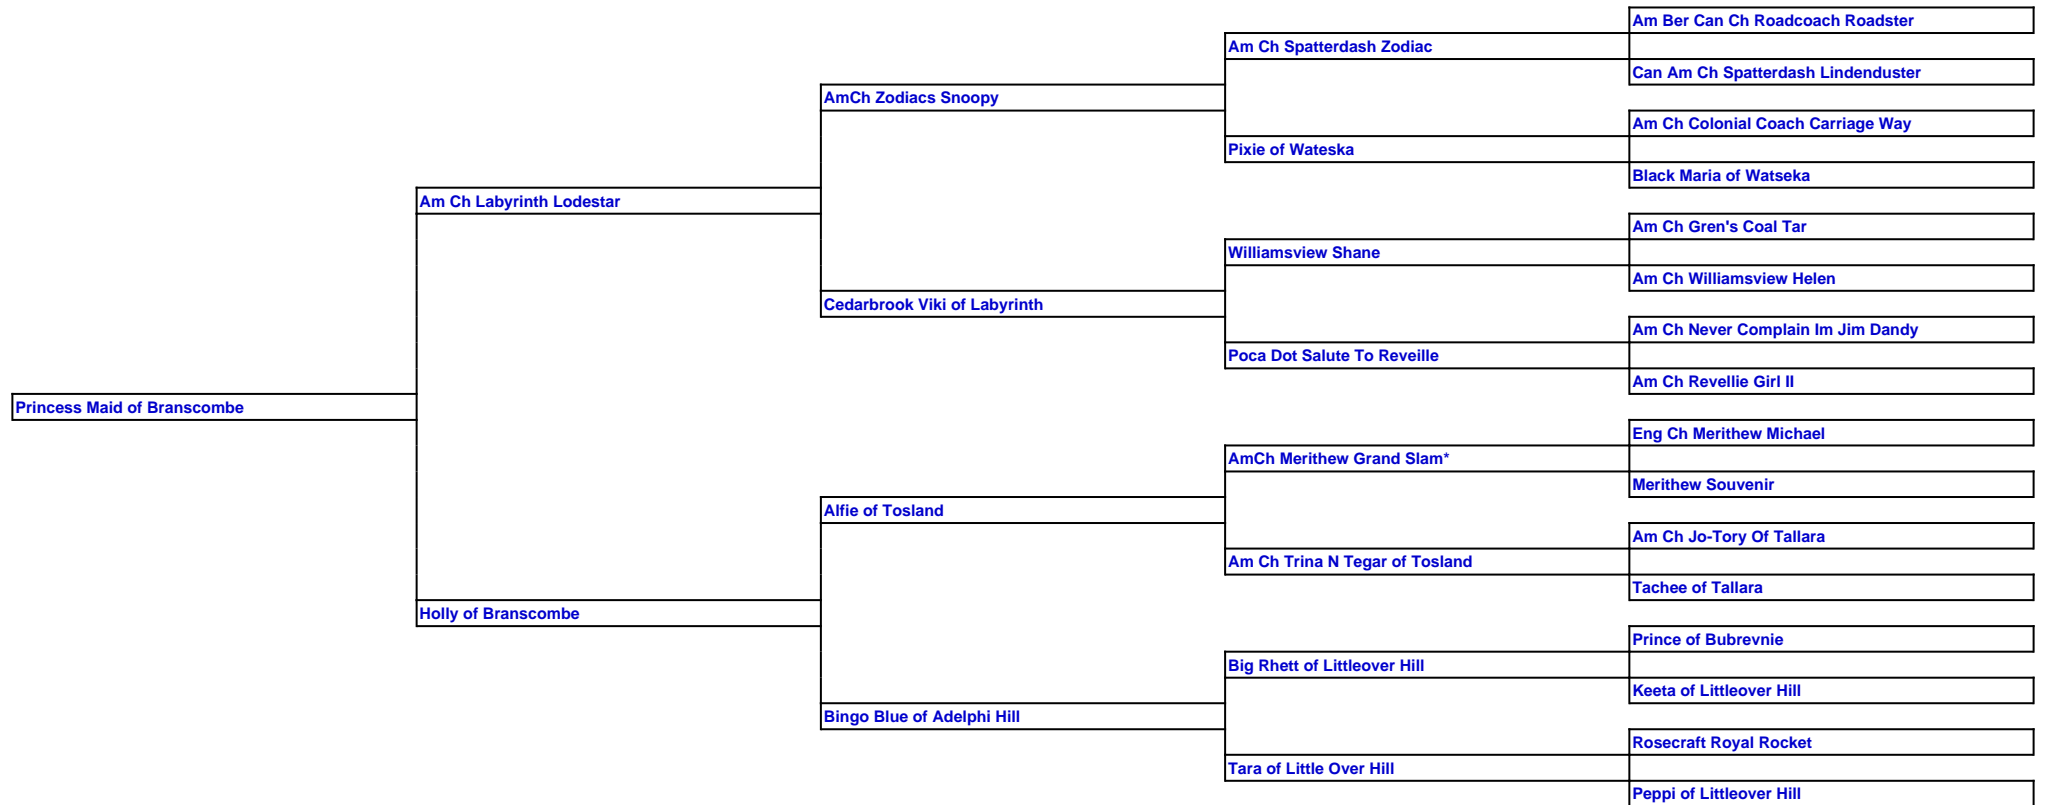 Am Ber Can Ch Roadcoach Roadster
Am Ch Spatterdash Zodiac
Can Am Ch Spatterdash Lindenduster
AmCh Zodiacs Snoopy
Am Ch Colonial Coach Carriage Way
Pixie of Wateska
Black Maria of Watseka
Am Ch Labyrinth Lodestar
Am Ch Gren's Coal Tar
Williamsview Shane
Am Ch Williamsview Helen
Cedarbrook Viki of Labyrinth
Am Ch Never Complain Im Jim Dandy
Poca Dot Salute To Reveille
Am Ch Revellie Girl II
Princess Maid of Branscombe
Eng Ch Merithew Michael
AmCh Merithew Grand Slam*
Merithew Souvenir
Alfie of Tosland
Am Ch Jo-Tory Of Tallara
Am Ch Trina N Tegar of Tosland
Tachee of Tallara
Holly of Branscombe
Prince of Bubrevnie
Big Rhett of Littleover Hill
Keeta of Littleover Hill
Bingo Blue of Adelphi Hill
Rosecraft Royal Rocket
Tara of Little Over Hill
Peppi of Littleover Hill